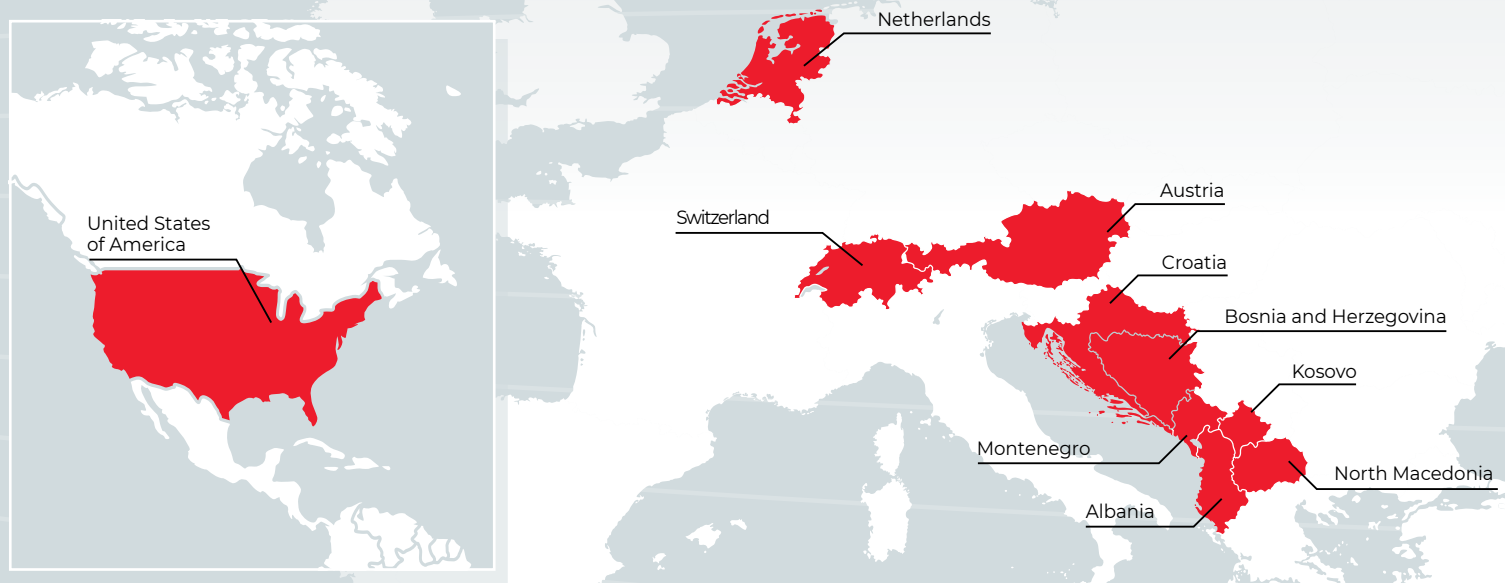 Netherlands
Austria
Switzerland
United States
of America
Croatia
Bosnia and Herzegovina
Kosovo
Montenegro
North Macedonia
Albania